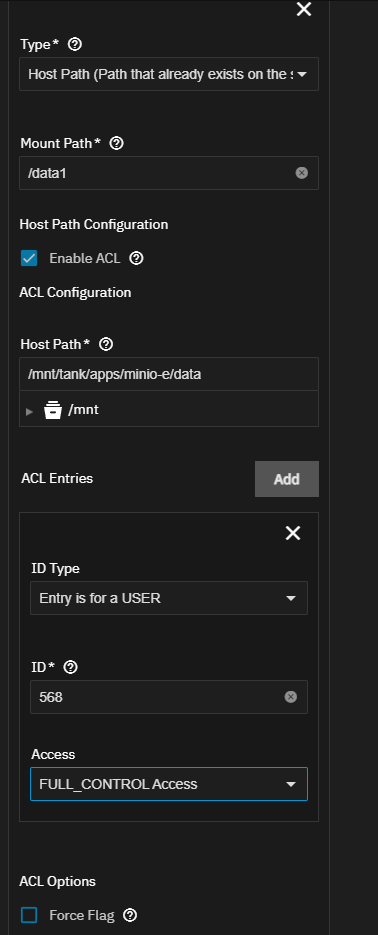 Type*
Host Path (Path that already exists on the s
Mount Path*
/data1
Host Path Configuration
Enable ACL
ACL Configuration
Host Path*
/mnt/tank/apps/minio-e/data
/mnt
ACL Entries
Add
ID Type
Entry is for a USER
ID*
568
Access
FULL_CONTROL Access
ACL Options
Force Flag